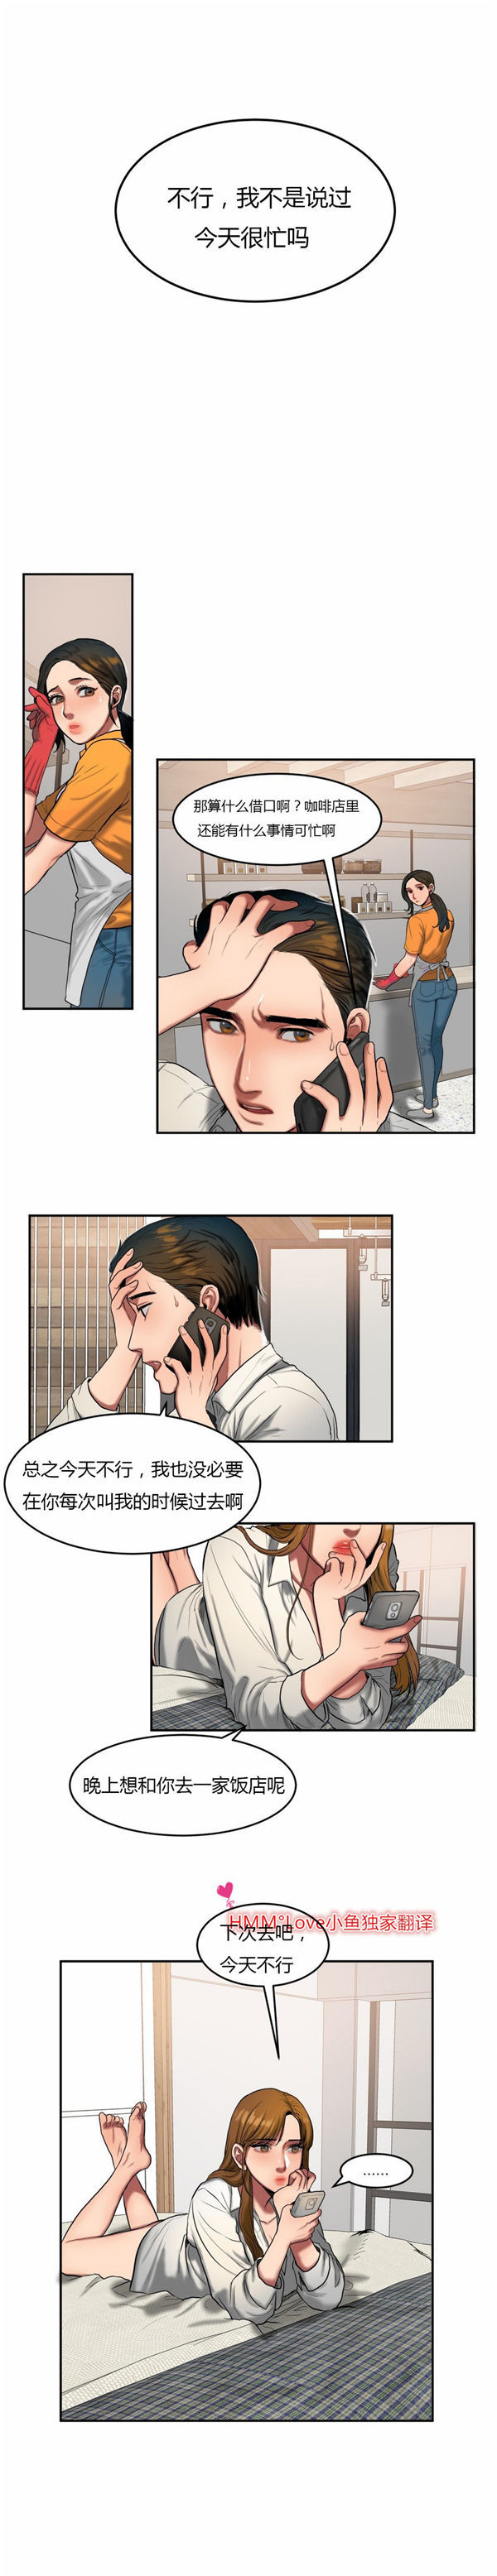 不行，我不是说过
今天很忙吗
那算什么借口啊？咖啡店里
还能有什么事情可忙啊
总之今天不行，我也没必要
在你每次叫我的时候过去啊
晚上想和你去一家饭店呢
HMM°Love小鱼独家翻译
下次去吧，
今天不行
……